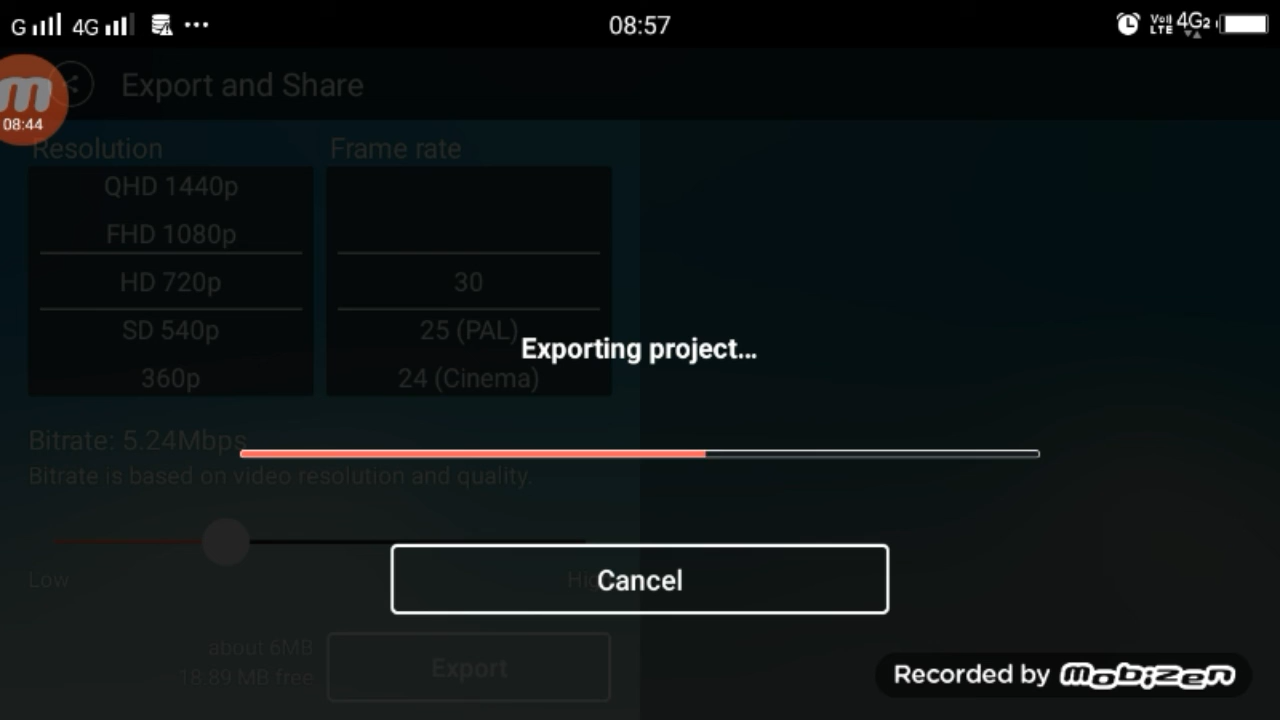 G 4G 08:57 VoLTE 4G2
Export and Share
m
08:44
Resolution Frame rate
QHD 1440p
FHD 1080p
HD 720p 30
SD 540p 25 (PAL)
360p 24 (Cinema)
Exporting project...
Bitrate: 5.24Mbps
Bitrate is based on video resolution and quality.
Low
Cancel
about 6MB
18.89 MB free
Export
Recorded by mobizen